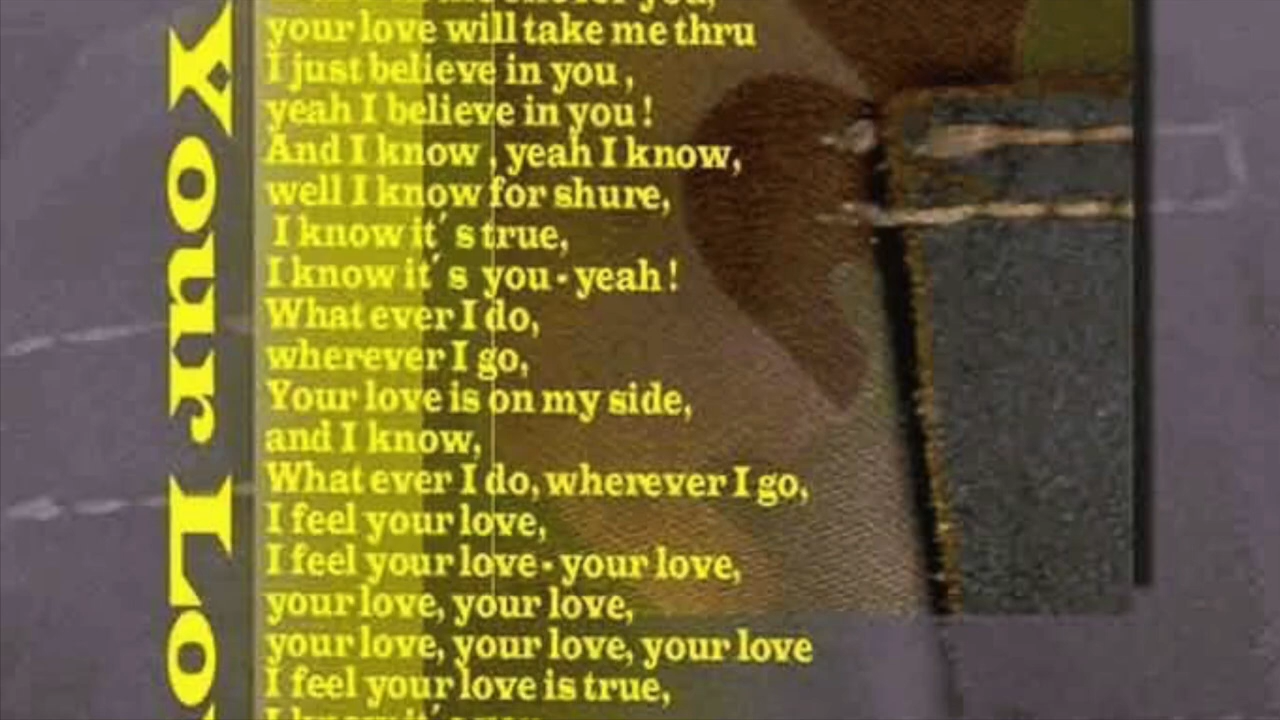 Your Lo
your love will take me thru
I just believe in you ,
yeah I believe in you !
And I know , yeah I know,
well I know for shure,
I know it´ s true,
I know it´ s you - yeah !
What ever I do,
wherever I go,
Your love is on my side,
and I know,
What ever I do, wherever I go,
I feel your love,
I feel your love - your love,
your love, your love,
your love, your love, your love
I feel your love is true,